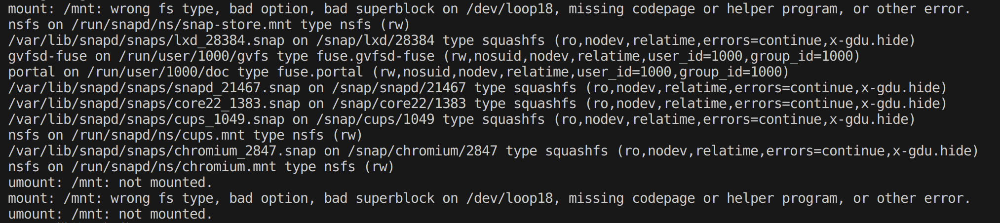 mount: /mnt: wrong fs type, bad option, bad superblock on /dev/loop18, missing codepage or helper program, or other error.
nsfs on /run/snapd/ns/snap-store.mnt type nsfs (rw)
/var/lib/snapd/snaps/lxd_28384.snap on /snap/lxd/28384 type squashfs (ro,nodev,relatime,errors=continue,x-gdu.hide)
gvfsd-fuse on /run/user/1000/gvfs type fuse.gvfsd-fuse (rw,nosuid,nodev,relatime,user_id=1000,group_id=1000)
portal on /run/user/1000/doc type fuse.portal (rw,nosuid,nodev,relatime,user_id=1000,group_id=1000)
/var/lib/snapd/snaps/snapd_21467.snap on /snap/snapd/21467 type squashfs (ro,nodev,relatime,errors=continue,x-gdu.hide)
/var/lib/snapd/snaps/core22_1383.snap on /snap/core22/1383 type squashfs (ro,nodev,relatime,errors=continue,x-gdu.hide)
/var/lib/snapd/snaps/cups_1049.snap on /snap/cups/1049 type squashfs (ro,nodev,relatime,errors=continue,x-gdu.hide)
nsfs on /run/snapd/ns/cups.mnt type nsfs (rw)
/var/lib/snapd/snaps/chromium_2847.snap on /snap/chromium/2847 type squashfs (ro,nodev,relatime,errors=continue,x-gdu.hide)
nsfs on /run/snapd/ns/chromium.mnt type nsfs (rw)
umount: /mnt: not mounted.
mount: /mnt: wrong fs type, bad option, bad superblock on /dev/loop18, missing codepage or helper program, or other error.
umount: /mnt: not mounted.